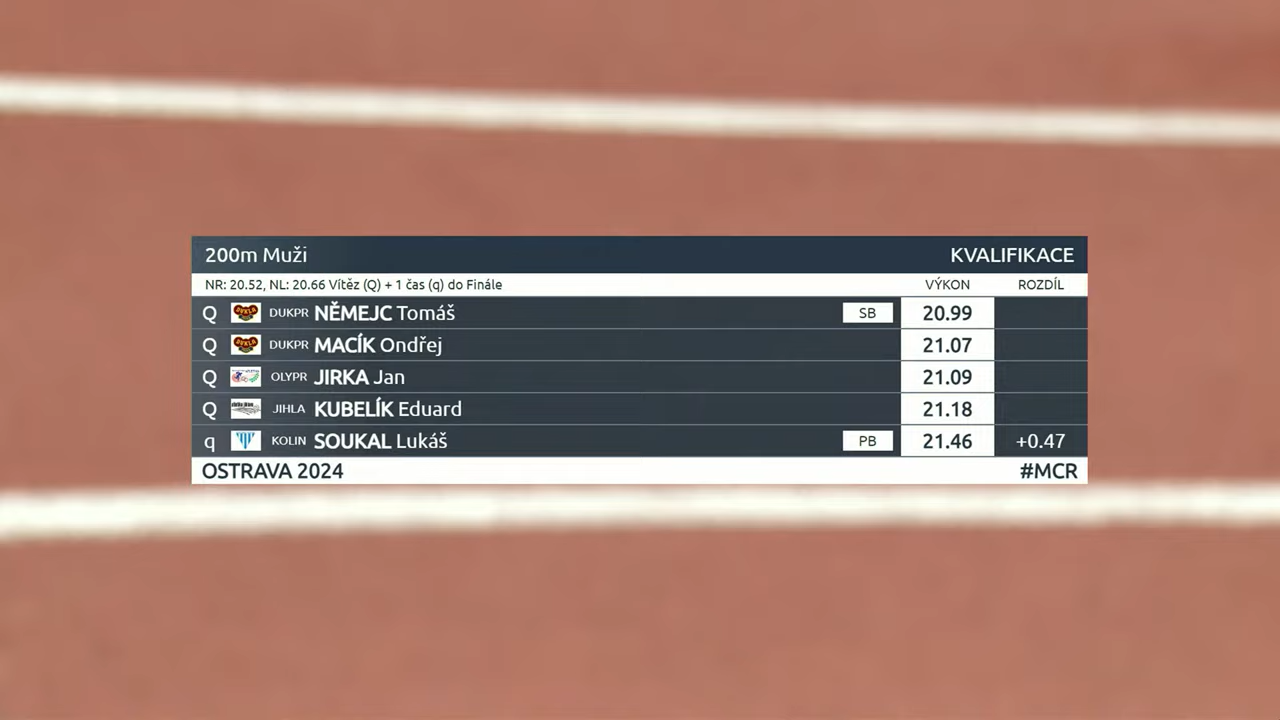 200m Muži KVALIFIKACE
NR: 20.52, NL: 20.66 Vítěz (Q) + 1 čas (q) do Finále VÝKON ROZDÍL
Q DUKLA DUKPR NĚMEJC Tomáš SB 20.99
Q DUKLA DUKPR MACÍK Ondřej 21.07
Q OLYPR JIRKA Jan 21.09
Q JIHLA KUBELÍK Eduard 21.18
q KOLIN SOUKAL Lukáš PB 21.46 +0.47
OSTRAVA 2024 #MCR